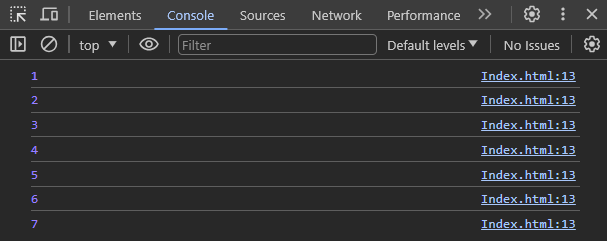 Elements Console Sources Network Performance
top Filter Default levels No Issues
1 Index.html:13
2 Index.html:13
3 Index.html:13
4 Index.html:13
5 Index.html:13
6 Index.html:13
7 Index.html:13